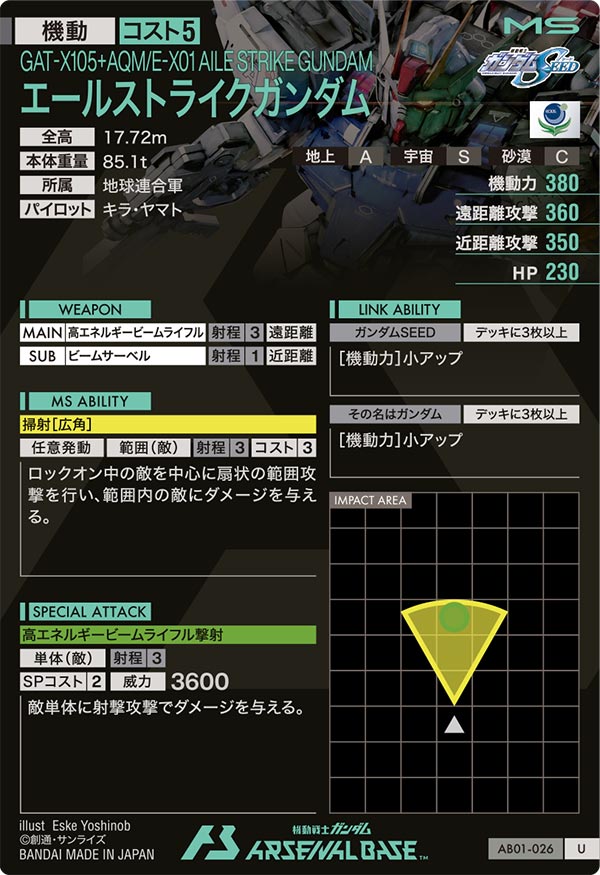 機動 コスト5 MS
GAT-X105+AQM/E-X01 AILE STRIKE GUNDAM
エールストライクガンダム
機動戦士 ガンダムSEED
全高 17.72m
本体重量 85.1t
所属 地球連合軍
パイロット キラ・ヤマト
地上 A 宇宙 S 砂漠 C
機動力 380
遠距離攻撃 360
近距離攻撃 350
HP 230
WEAPON
MAIN 高エネルギービームライフル 射程 3 遠距離
SUB ビームサーベル 射程 1 近距離
MS ABILITY
掃射[広角]
任意発動 範囲(敵) 射程 3 コスト 3
ロックオン中の敵を中心に扇状の範囲攻
撃を行い、範囲内の敵にダメージを与え
る。
SPECIAL ATTACK
高エネルギービームライフル撃射
単体(敵) 射程 3
SPコスト 2 威力 3600
敵単体に射撃攻撃でダメージを与える。
LINK ABILITY
ガンダムSEED デッキに3枚以上
[機動力]小アップ
その名はガンダム デッキに3枚以上
[機動力]小アップ
IMPACT AREA
illust Eske Yoshinob
©創通・サンライズ
BANDAI MADE IN JAPAN
機動戦士ガンダム
ARSENAL BASE™
AB01-026 U